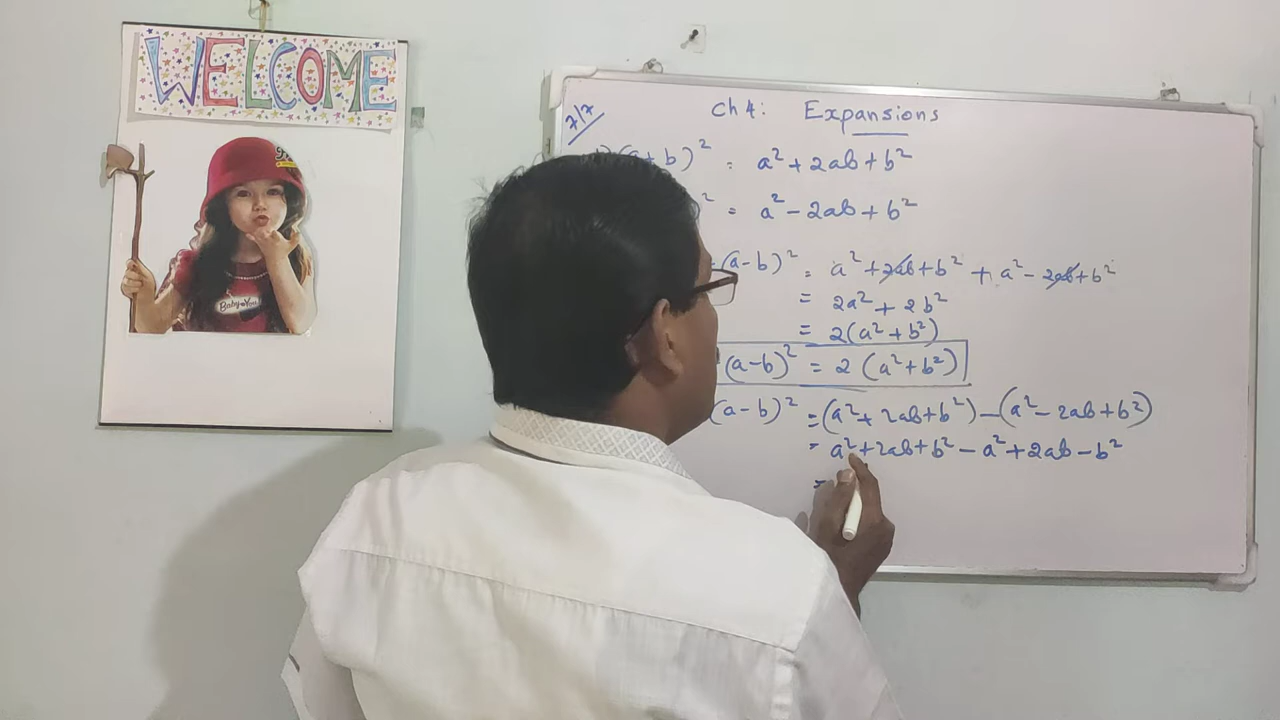 WELCOME
Baby & You
7/7
Ch 4: Expansions
+ b)² = a² + 2ab + b²
² = a² - 2ab + b²
(a-b)² = a² + 2ab + b² + a² - 2ab + b²
= 2a² + 2b²
= 2(a² + b²)
(a-b)² = 2 (a² + b²)
(a-b)² = (a² + 2ab + b²) - (a² - 2ab + b²)
= a² + 2ab + b² - a² + 2ab - b²
=